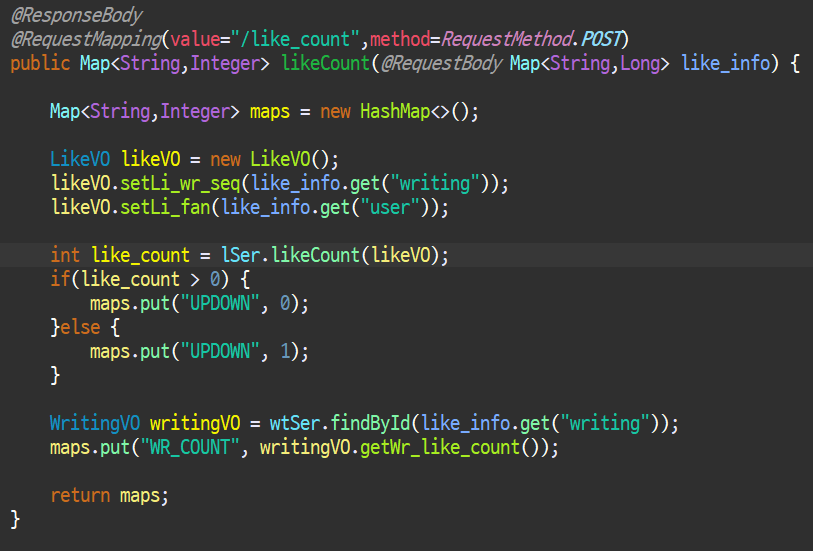 @ResponseBody
@RequestMapping(value="/like_count",method=RequestMethod.POST)
public Map<String,Integer> likeCount(@RequestBody Map<String,Long> like_info) {
Map<String,Integer> maps = new HashMap<>();
LikeVO likeVO = new LikeVO();
likeVO.setLi_wr_seq(like_info.get("writing"));
likeVO.setLi_fan(like_info.get("user"));
int like_count = lSer.likeCount(likeVO);
if(like_count > 0) {
maps.put("UPDOWN", 0);
}else {
maps.put("UPDOWN", 1);
}
WritingVO writingVO = wtSer.findById(like_info.get("writing"));
maps.put("WR_COUNT", writingVO.getWr_like_count());
return maps;
}